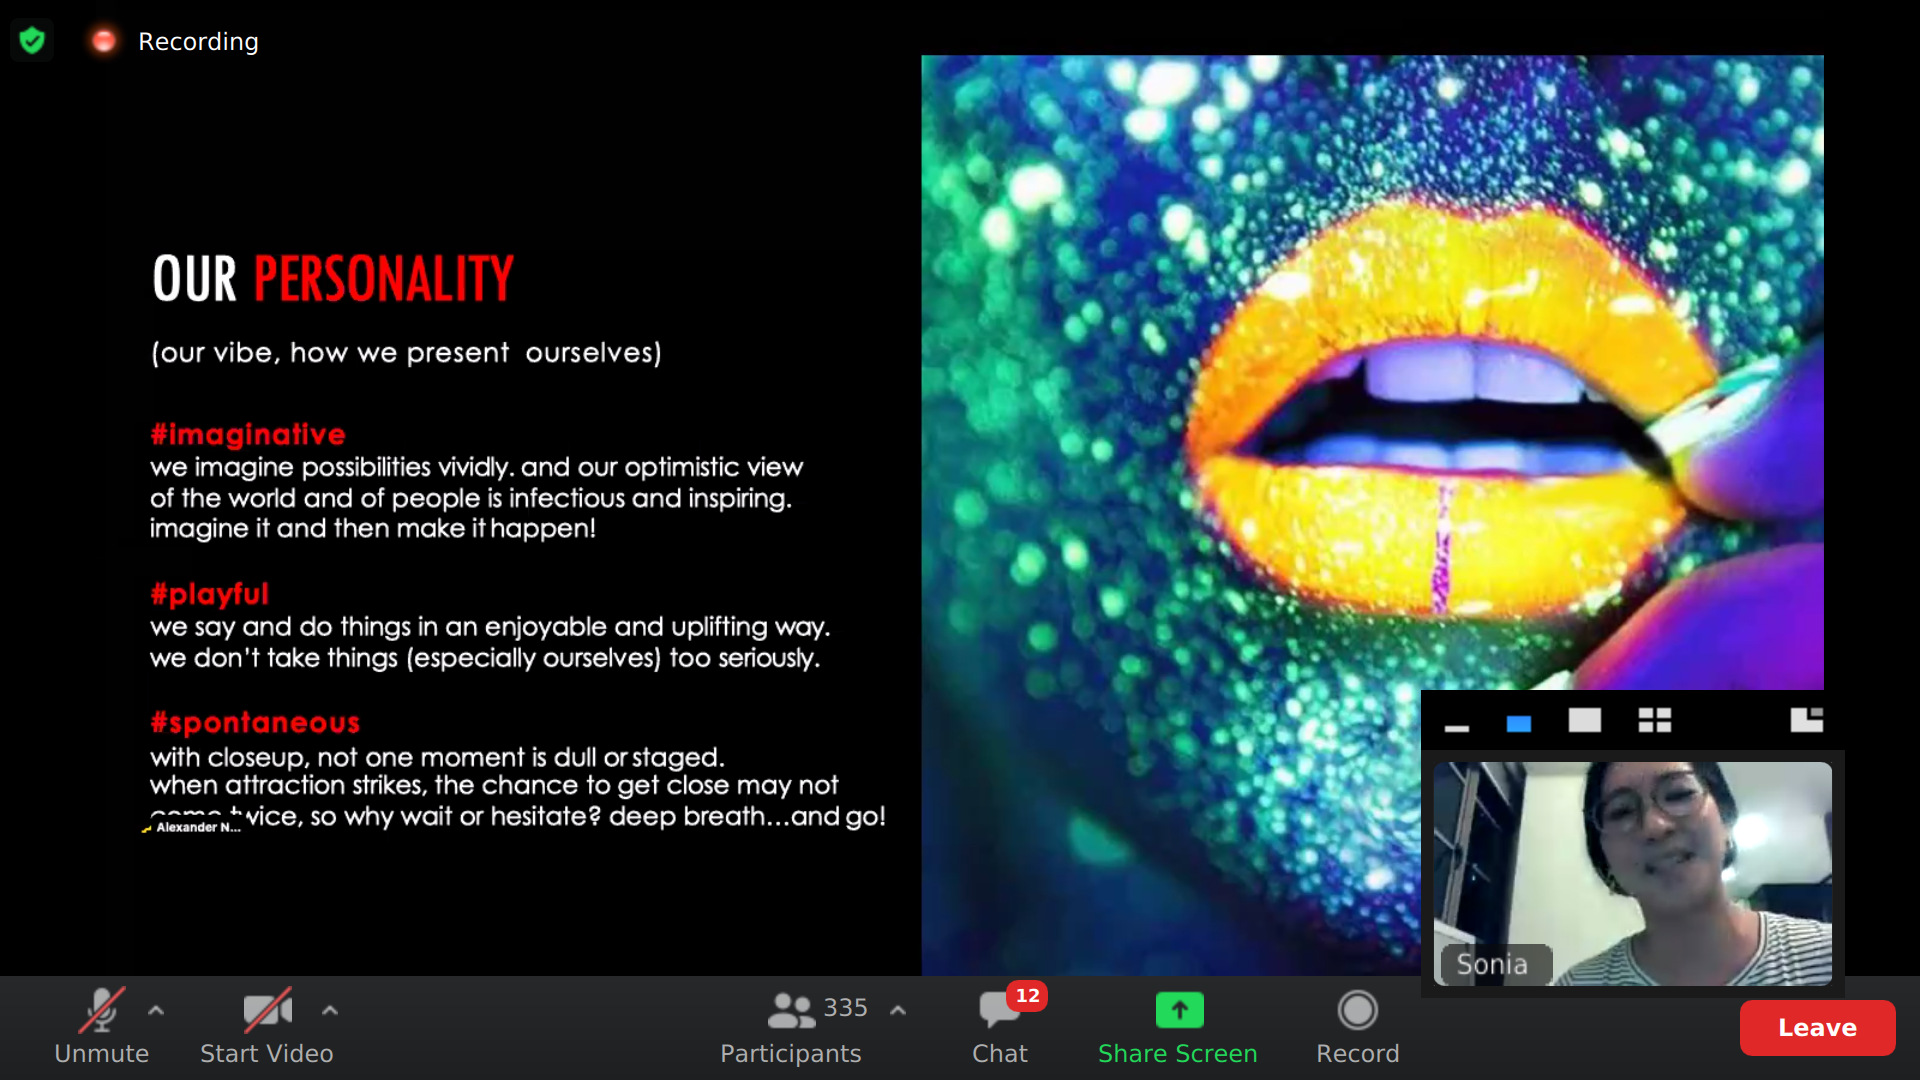 Recording
OUR PERSONALITY
(our vibe, how we present ourselves)
#imaginative
we imagine possibilities vividly. and our optimistic view
of the world and of people is infectious and inspiring.
imagine it and then make it happen!
#playful
we say and do things in an enjoyable and uplifting way.
we don't take things (especially ourselves) too seriously.
#spontaneous
with closeup, not one moment is dull or staged.
when attraction strikes, the chance to get close may not
come twice, so why wait or hesitate? deep breath...and go!
Alexander N...
Sonia
Unmute
Start Video
335
Participants
12
Chat
Share Screen
Record
Leave